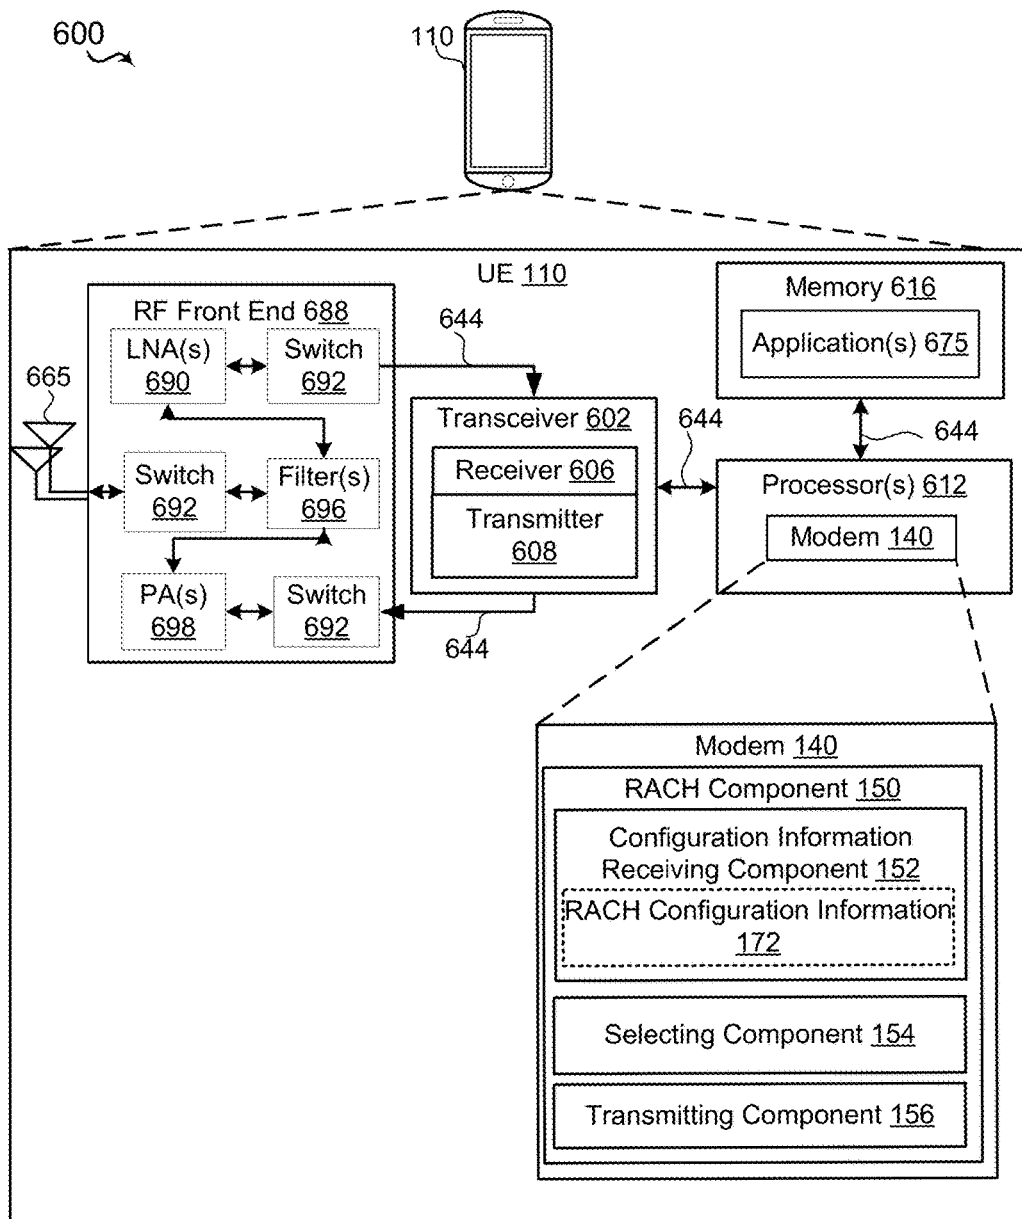 600
110
UE 110
RF Front End 688
LNA(s)
690
Switch
692
644
665
Switch
692
Filter(s)
696
PA(s)
698
Switch
692
644
Transceiver 602
Receiver 606
Transmitter
608
644
Memory 616
Application(s) 675
644
Processor(s) 612
Modem 140
Modem 140
RACH Component 150
Configuration Information
Receiving Component 152
RACH Configuration Information
172
Selecting Component 154
Transmitting Component 156